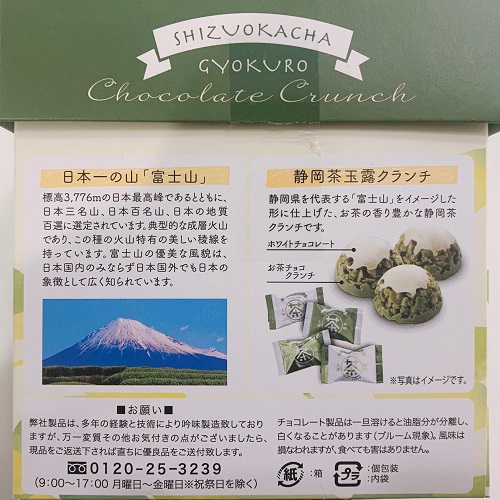 SHIZUOKACHA
GYOKURO
Chocolate Crunch
日本一の山「富士山」
標高3,776mの日本最高峰であるとともに、
日本三名山、日本百名山、日本の地質
百選に選定されています。典型的な成層火山
であり、この種の火山特有の美しい稜線を
持っています。富士山の優美な風貌は、
日本国内のみならず日本国外でも日本の
象徴として広く知られています。
静岡茶玉露クランチ
静岡県を代表する「富士山」をイメージした
形に仕上げた、お茶の香り豊かな静岡茶
クランチです。
ホワイトチョコレート
お茶チョコ
クランチ
茶
茶
茶
茶
※写真はイメージです。
■お願い■
弊社製品は、多年の経験と技術により吟味製造致してお
りますが、万一変質その他お気付きの点がございましたら、
現品をご返送下されば直ちに良品をご送付致します。
0120-25-3239
(9:00〜17:00 月曜日〜金曜日※祝祭日を除く)
チョコレート製品は一旦溶けると油脂分が分離し、
白くなることがあります(ブルーム現象)。風味は
損なわれますが、食べても害はありません。
紙
:箱
プラ
:個包装
:内袋